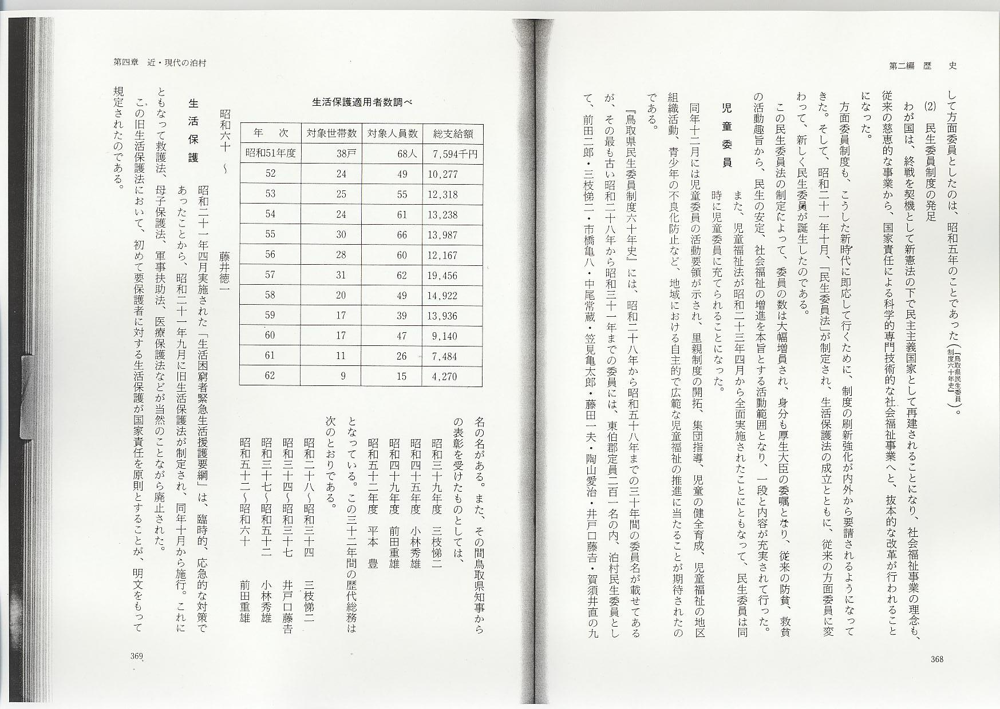 第二編　歴　　史
して方面委員としたのは、昭和五年のことであった（『鳥取県民生委員制度六十年史』）。
(2)　民生委員制度の発足
わが国は、終戦を契機として新憲法の下で民主主義国家として再建されることになり、社会福祉事業の理念も、
従来の慈恵的な事業から、国家責任による科学的専門技術的な社会福祉事業へと、抜本的な改革が行われること
になった。
方面委員制度も、こうした新時代に即応して行くために、制度の刷新強化が内外から要請されるようになって
きた。そして、昭和二十一年十月、「民生委員法」が制定され、生活保護法の成立とともに、従来の方面委員に変
わって、新しく民生委員が誕生したのである。
この民生委員法の制定によって、委員の数は大幅増員され、身分も厚生大臣の委嘱となり、従来の防貧、救貧
の活動趣旨から、民生の安定、社会福祉の増進を本旨とする活動範囲となり、一段と内容が充実されて行った。
児童委員
また、児童福祉法が昭和二十三年四月から全面実施されたことにともなって、民生委員は同
時に児童委員に充てられることになった。
同年十二月には児童委員の活動要領が示され、里親制度の開拓、集団指導、児童の健全育成、児童福祉の地区
組織活動、青少年の不良化防止など、地域における自主的で広範な児童福祉の推進に当たることが期待されたの
である。
『鳥取県民生委員制度六十年史』には、昭和二十八年から昭和五十八年までの三十年間の委員名が載せてある
が、その最も古い昭和二十八年から昭和三十一年までの委員には、東伯郡定員二百一名の内、泊村民生委員とし
て、前田二郎・三枝悌二・市橋亀八・中尾常蔵・笠見亀太郎・藤田一夫・陶山愛治・井戸口藤吉・賀須井直の九
368
第四章　近・現代の泊村
生活保護適用者数調べ
年　次　対象世帯数　対象人員数　総支給額
昭和51年度　38戸　68人　7,594千円
52　24　49　10,277
53　25　55　12,318
54　24　61　13,238
55　30　66　13,987
56　28　60　12,167
57　31　62　19,456
58　20　49　14,922
59　17　39　13,936
60　17　47　9,140
61　11　26　7,484
62　9　15　4,270
名の名がある。また、その間鳥取県知事から
の表彰を受けたものとしては、
昭和三十九年度　三枝悌二
昭和四十五年度　小林秀雄
昭和四十九年度　前田重雄
昭和五十二年度　平本　豊
となっている。この三十二年間の歴代総務は
次のとおりである。
昭和二十八～昭和三十四　三枝悌二
昭和三十四～昭和三十七　井戸口藤吉
昭和三十七～昭和五十二　小林秀雄
昭和五十二～昭和六十　前田重雄
昭和六十　～　　　　藤井徳一
生活保護
昭和二十一年四月実施された「生活困窮者緊急生活援護要綱」は、臨時的、応急的な対策で
あったことから、昭和二十一年九月に旧生活保護法が制定され、同年十月から施行。これに
ともなって救護法、母子保護法、軍事扶助法、医療保護法などが当然のことながら廃止された。
この旧生活保護法において、初めて要保護者に対する生活保護が国家責任を原則とすることが、明文をもって
規定されたのである。
369